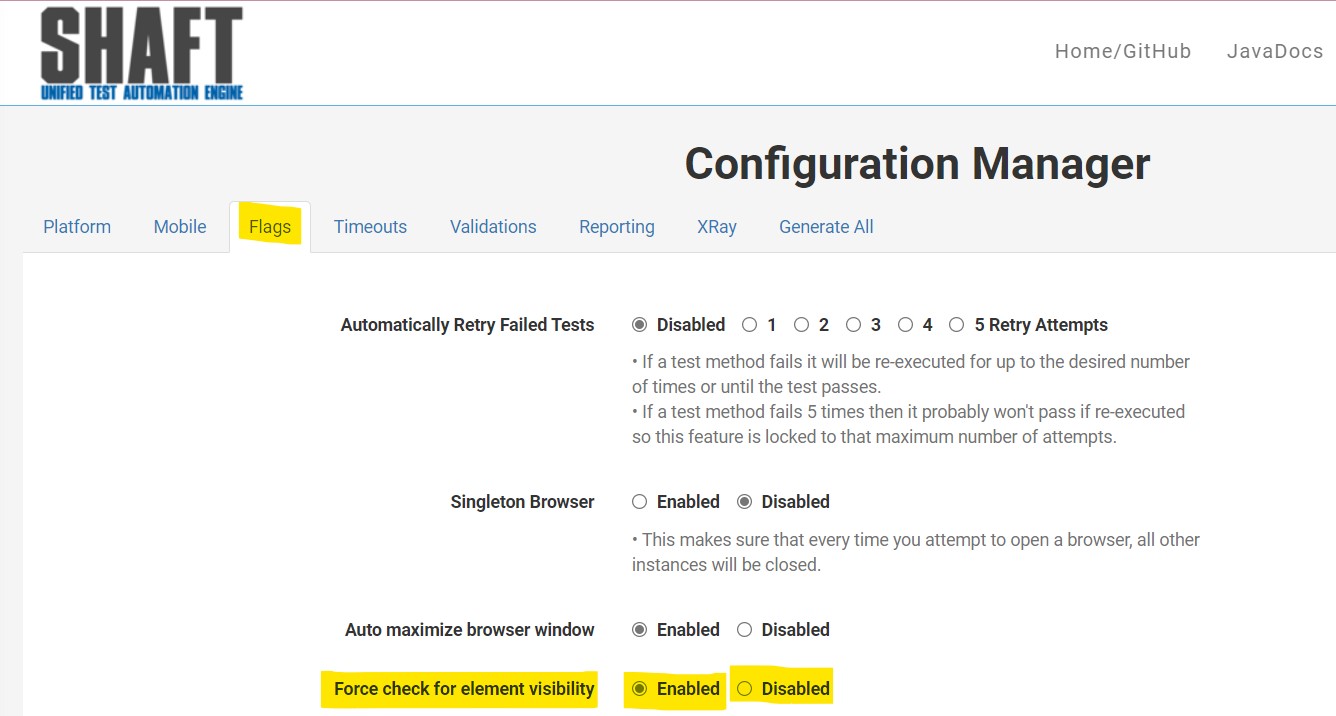 SHAFT
UNIFIED TEST AUTOMATION ENGINE
Home/GitHub JavaDocs
Configuration Manager
Platform Mobile Flags Timeouts Validations Reporting XRay Generate All
Automatically Retry Failed Tests Disabled 1 2 3 4 5 Retry Attempts
• If a test method fails it will be re-executed for up to the desired number
of times or until the test passes.
• If a test method fails 5 times then it probably won't pass if re-executed
so this feature is locked to that maximum number of attempts.
Singleton Browser Enabled Disabled
• This makes sure that every time you attempt to open a browser, all other
instances will be closed.
Auto maximize browser window Enabled Disabled
Force check for element visibility Enabled Disabled